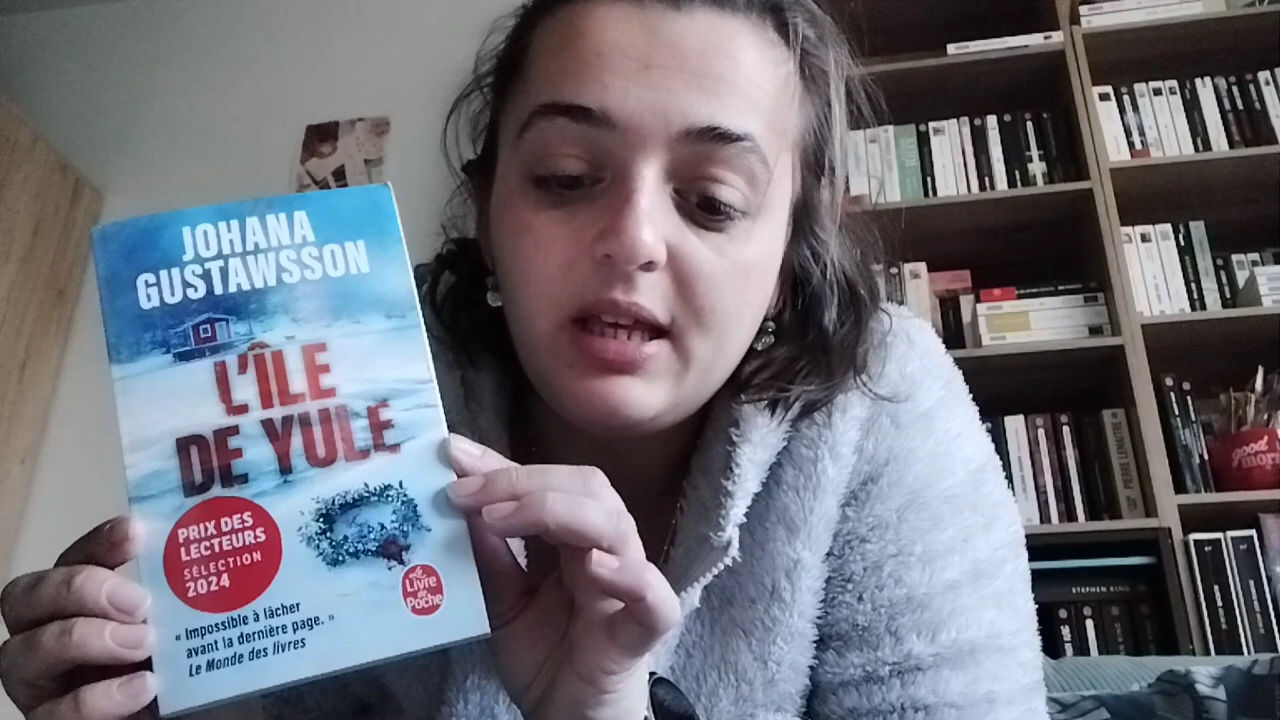 JOHANA
GUSTAWSSON
L'ÎLE
DE YULE
PRIX DES
LECTEURS
SÉLECTION
2024
Le
Livre
de
Poche
« Impossible à lâcher
avant la dernière page. »
Le Monde des livres
PIERRE LEMAITRE
STEPHEN KING
good